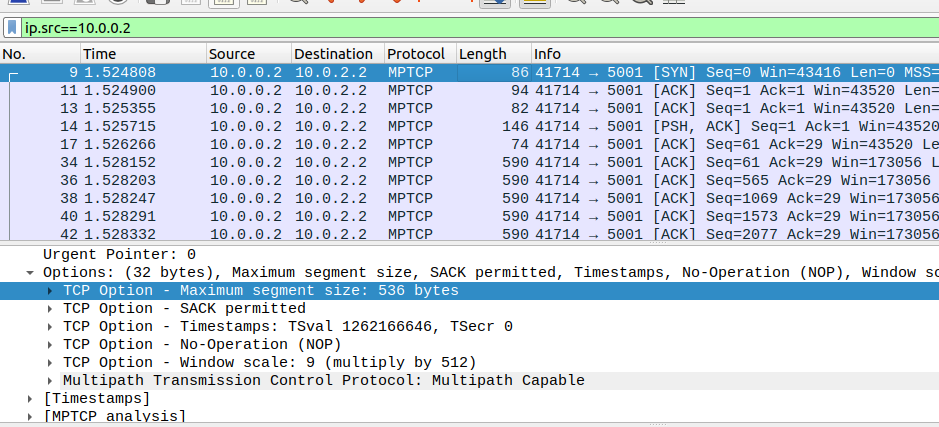 ip.src==10.0.0.2
No. Time Source Destination Protocol Length Info
9 1.524808 10.0.0.2 10.0.2.2 MPTCP 86 41714 → 5001 [SYN] Seq=0 Win=43416 Len=0 MSS=
11 1.524900 10.0.0.2 10.0.2.2 MPTCP 94 41714 → 5001 [ACK] Seq=1 Ack=1 Win=43520 Len=
13 1.525355 10.0.0.2 10.0.2.2 MPTCP 82 41714 → 5001 [ACK] Seq=1 Ack=1 Win=43520 Len=
14 1.525715 10.0.0.2 10.0.2.2 MPTCP 146 41714 → 5001 [PSH, ACK] Seq=1 Ack=1 Win=43520
17 1.526266 10.0.0.2 10.0.2.2 MPTCP 74 41714 → 5001 [ACK] Seq=61 Ack=29 Win=43520 Le
34 1.528152 10.0.0.2 10.0.2.2 MPTCP 590 41714 → 5001 [ACK] Seq=61 Ack=29 Win=173056 L
36 1.528203 10.0.0.2 10.0.2.2 MPTCP 590 41714 → 5001 [ACK] Seq=565 Ack=29 Win=173056
38 1.528247 10.0.0.2 10.0.2.2 MPTCP 590 41714 → 5001 [ACK] Seq=1069 Ack=29 Win=173056
40 1.528291 10.0.0.2 10.0.2.2 MPTCP 590 41714 → 5001 [ACK] Seq=1573 Ack=29 Win=173056
42 1.528332 10.0.0.2 10.0.2.2 MPTCP 590 41714 → 5001 [ACK] Seq=2077 Ack=29 Win=173056
Urgent Pointer: 0
Options: (32 bytes), Maximum segment size, SACK permitted, Timestamps, No-Operation (NOP), Window sc
TCP Option - Maximum segment size: 536 bytes
TCP Option - SACK permitted
TCP Option - Timestamps: TSval 1262166646, TSecr 0
TCP Option - No-Operation (NOP)
TCP Option - Window scale: 9 (multiply by 512)
Multipath Transmission Control Protocol: Multipath Capable
[Timestamps]
[MPTCP analysis]